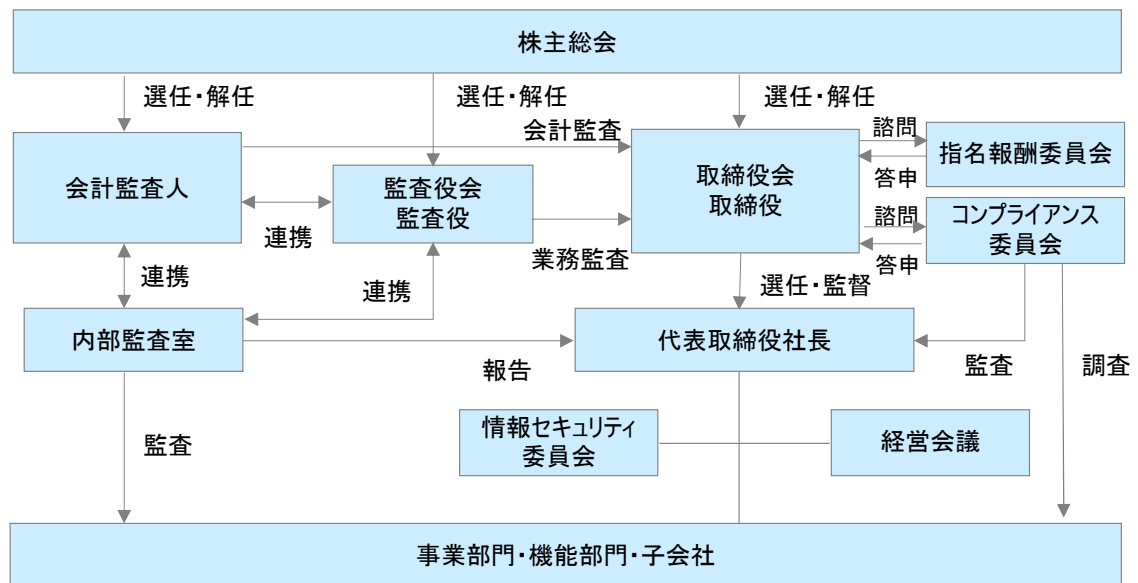 株主総会
選任・解任
選任・解任
選任・解任
会計監査
諮問
指名報酬委員会
答申
会計監査人
監査役会
監査役
取締役会
取締役
諮問
コンプライアンス
委員会
答申
連携
業務監査
連携
連携
選任・監督
内部監査室
代表取締役社長
報告
監査
調査
情報セキュリティ
委員会
経営会議
監査
事業部門・機能部門・子会社